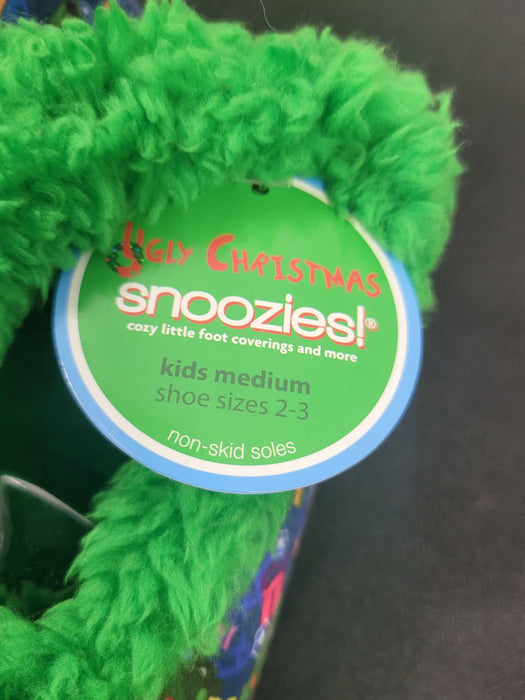 UGLY CHRISTMAS
snoozies!®
cozy little foot coverings and more
kids medium
shoe sizes 2-3
non-skid soles